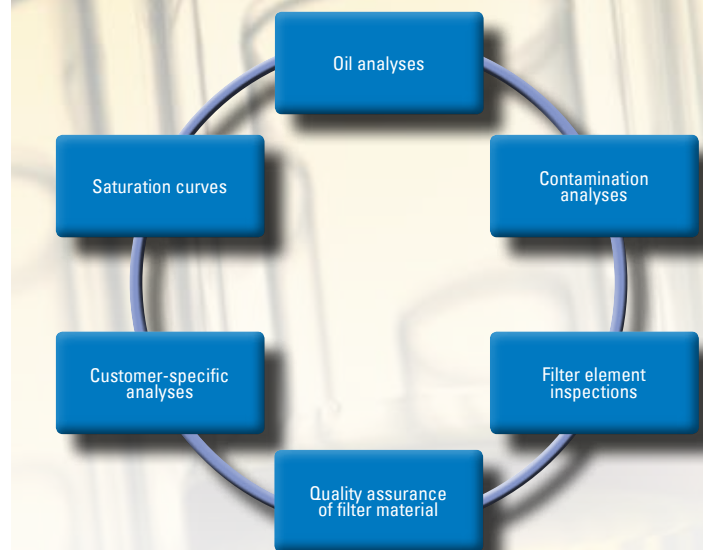 Oil analyses
Saturation curves
Contamination
analyses
Customer-specific
analyses
Filter element
inspections
Quality assurance
of filter material